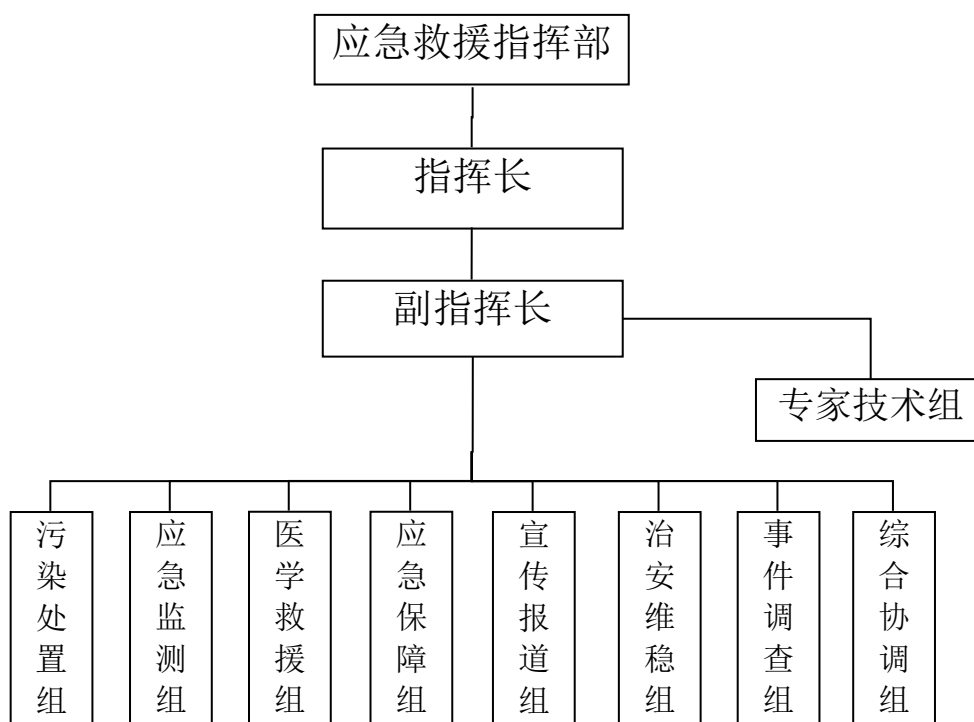 应急救援指挥部
指挥长
副指挥长
专家技术组
污染处置组
应急监测组
医学救援组
应急保障组
宣传报道组
治安维稳组
事件调查组
综合协调组